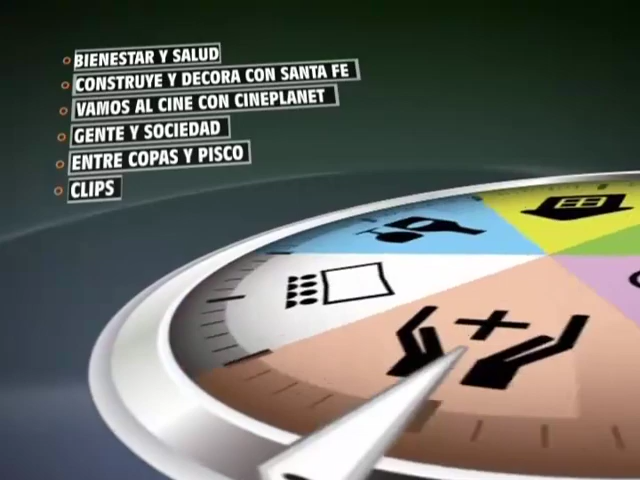 BIENESTAR Y SALUD
CONSTRUYE Y DECORA CON SANTA FE
VAMOS AL CINE CON CINEPLANET
GENTE Y SOCIEDAD
ENTRE COPAS Y PISCO
CLIPS